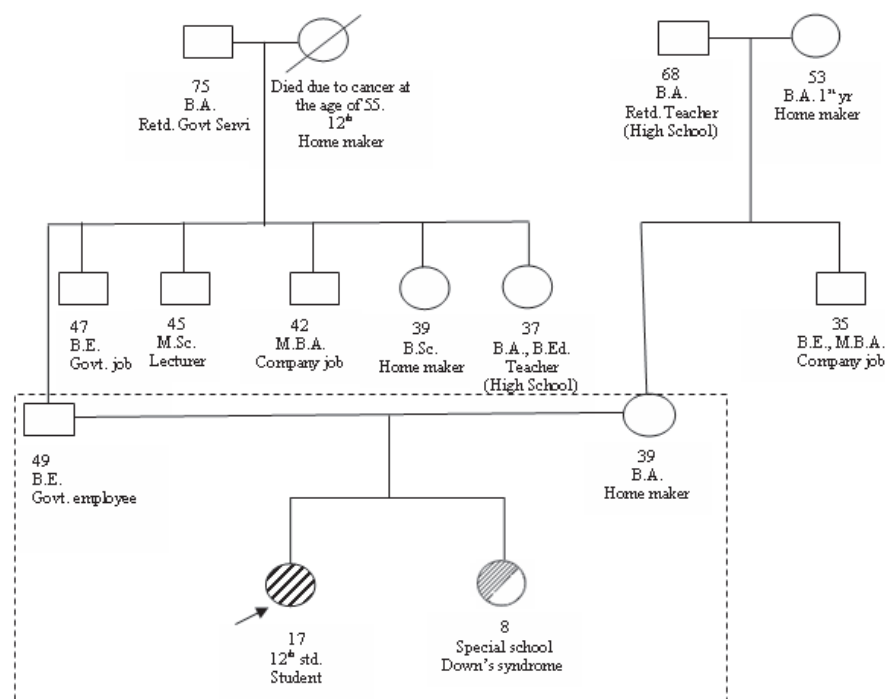 75
B.A.
Retd. Govt Servi
Died due to cancer at
the age of 55.
12th
Home maker
68
B.A.
Retd. Teacher
(High School)
53
B.A. 1st yr
Home maker
47
B.E.
Govt. job
45
M.Sc.
Lecturer
42
M.B.A.
Company job
39
B.Sc.
Home maker
37
B.A., B.Ed.
Teacher
(High School)
35
B.E., M.B.A.
Company job
49
B.E.
Govt. employee
39
B.A.
Home maker
17
12th std.
Student
8
Special school
Down's syndrome